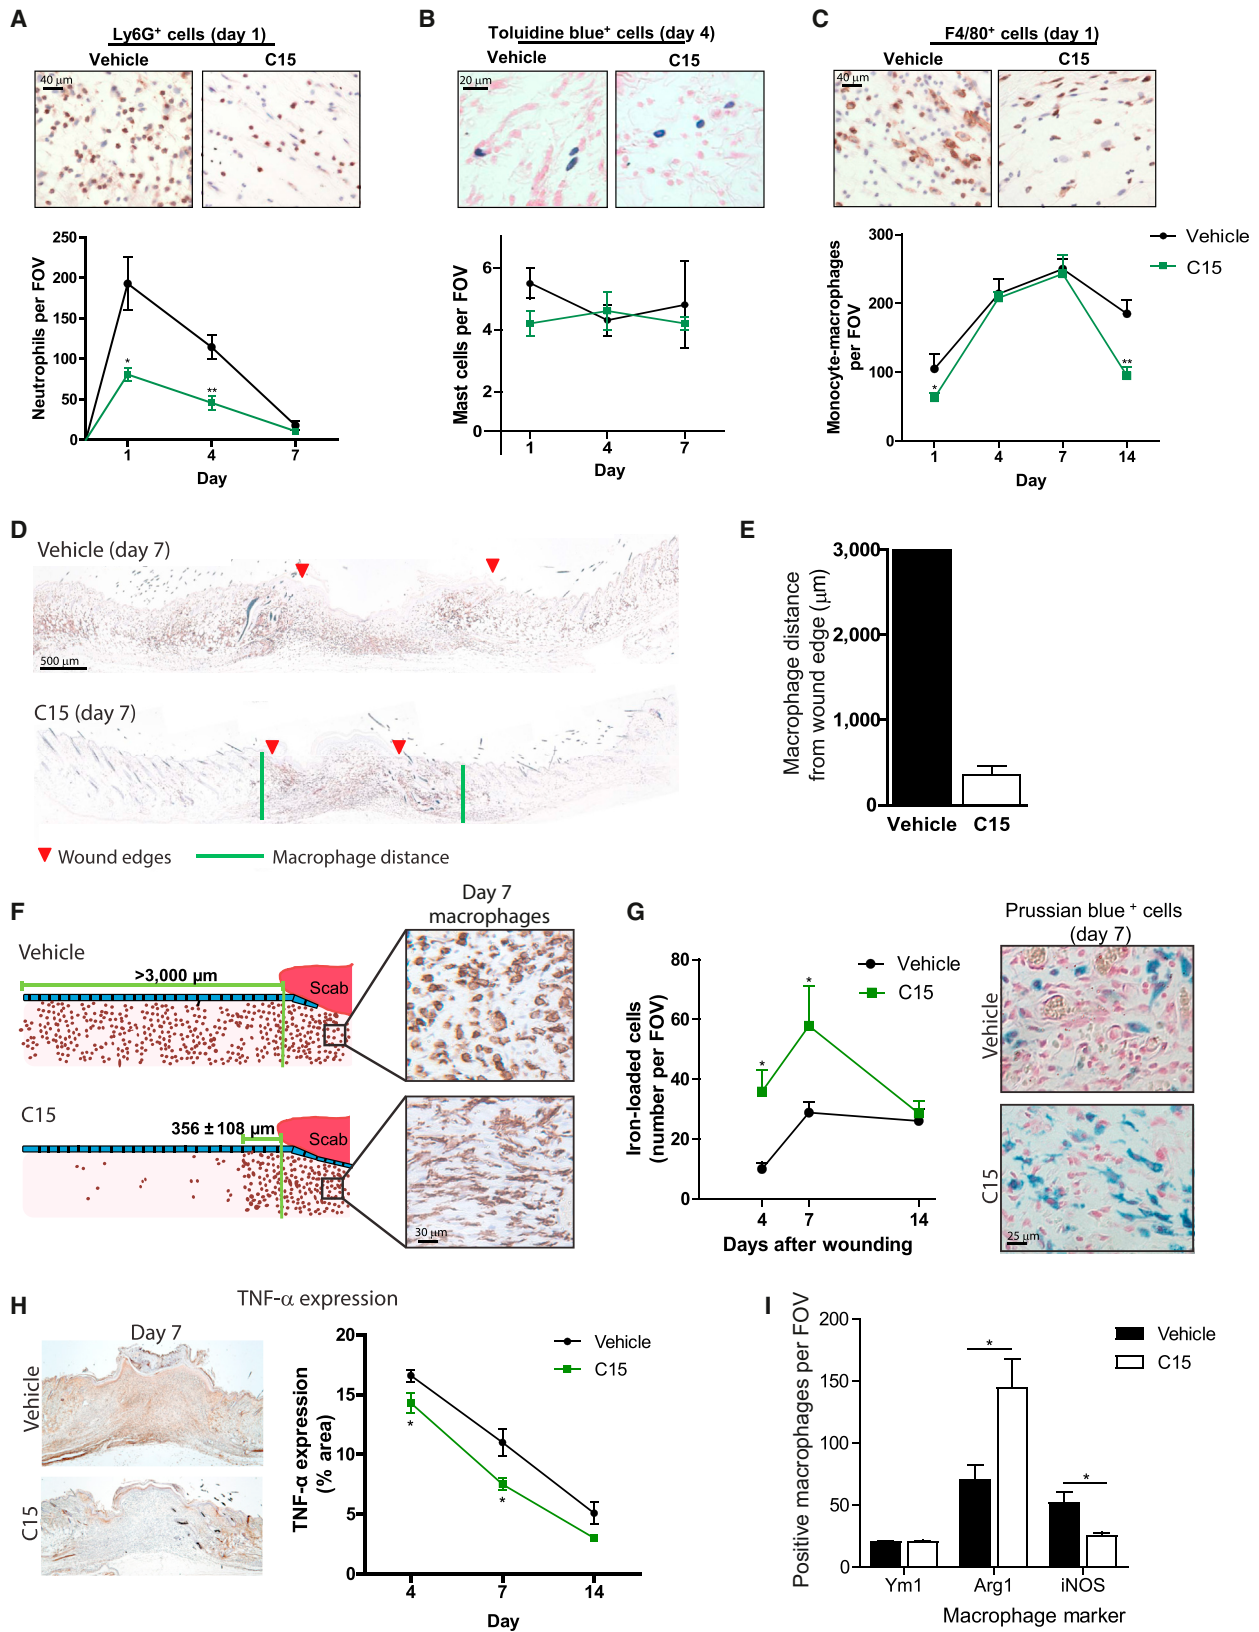 A
Ly6G+ cells (day 1)
Vehicle C15
40 μm
Neutrophils per FOV
250
200
150
100
50
0
*
**
1 4 7
Day
B
Toluidine blue+ cells (day 4)
Vehicle C15
20 μm
Mast cells per FOV
6
4
2
0
1 4 7
Day
C
F4/80+ cells (day 1)
Vehicle C15
40 μm
Monocyte-macrophages
per FOV
300
200
100
0
*
**
1 4 7 14
Day
Vehicle
C15
D
Vehicle (day 7)
500 μm
C15 (day 7)
Wound edges Macrophage distance
E
Macrophage distance
from wound edge (μm)
3,000
2,000
1,000
0
Vehicle C15
F
Day 7
macrophages
Vehicle
>3,000 μm
Scab
C15
356 ± 108 μm
Scab
30 μm
G
Iron-loaded cells
(number per FOV)
80
60
40
20
0
*
*
4 7 14
Days after wounding
Vehicle
C15
Prussian blue + cells
(day 7)
Vehicle
C15
25 μm
H
TNF-α expression
Day 7
Vehicle
C15
TNF-α expression
(% area)
20
15
10
5
0
*
*
4 7 14
Day
Vehicle
C15
I
Positive macrophages per FOV
200
150
100
50
0
*
*
Ym1 Arg1 iNOS
Macrophage marker
Vehicle
C15